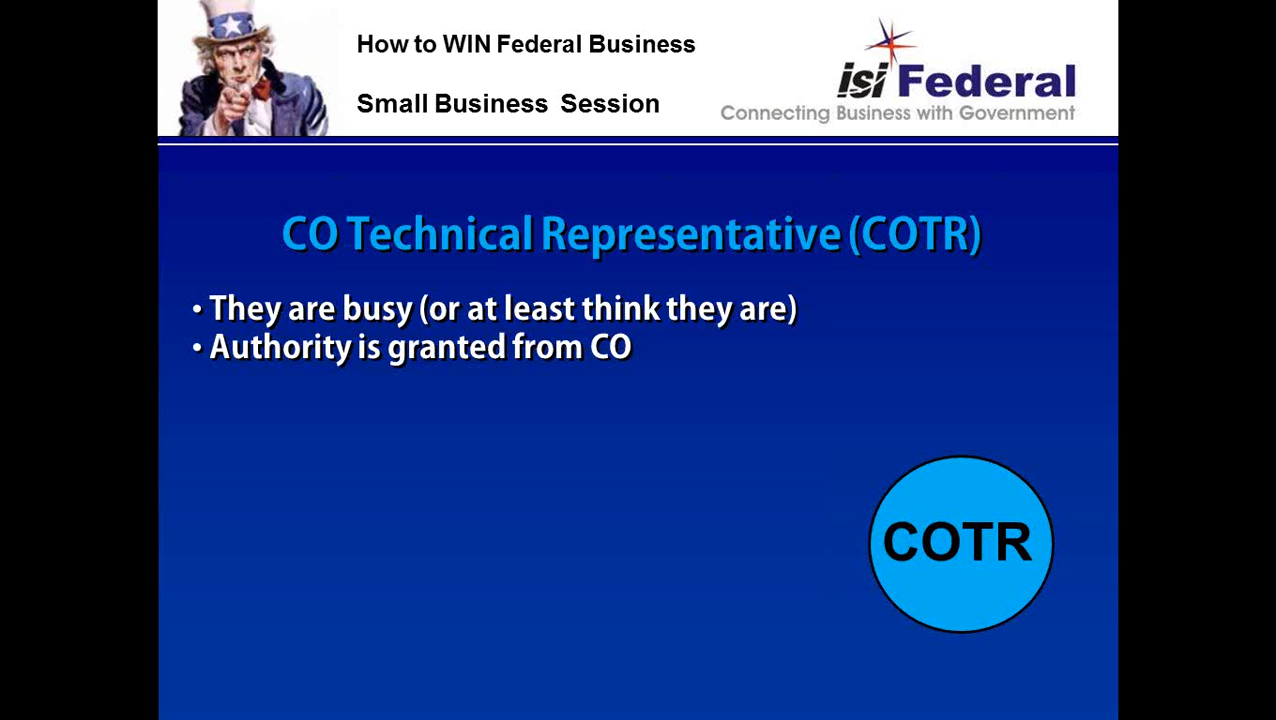 How to WIN Federal Business
Small Business Session
isi Federal
Connecting Business with Government
CO Technical Representative (COTR)
• They are busy (or at least think they are)
• Authority is granted from CO
COTR